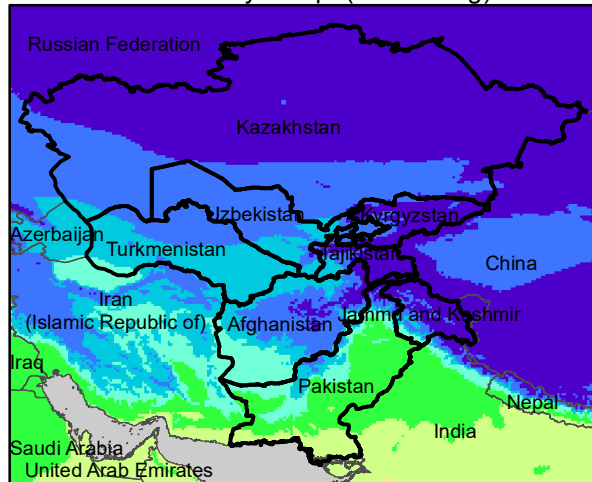 Russian Federation
Kazakhstan
Uzbekistan
Kyrgyzstan
Azerbaijan
Turkmenistan
Tajikistan
China
Iran
(Islamic Republic of)
Afghanistan
Jammu and Kashmir
Iraq
Pakistan
Nepal
India
Saudi Arabia
United Arab Emirates